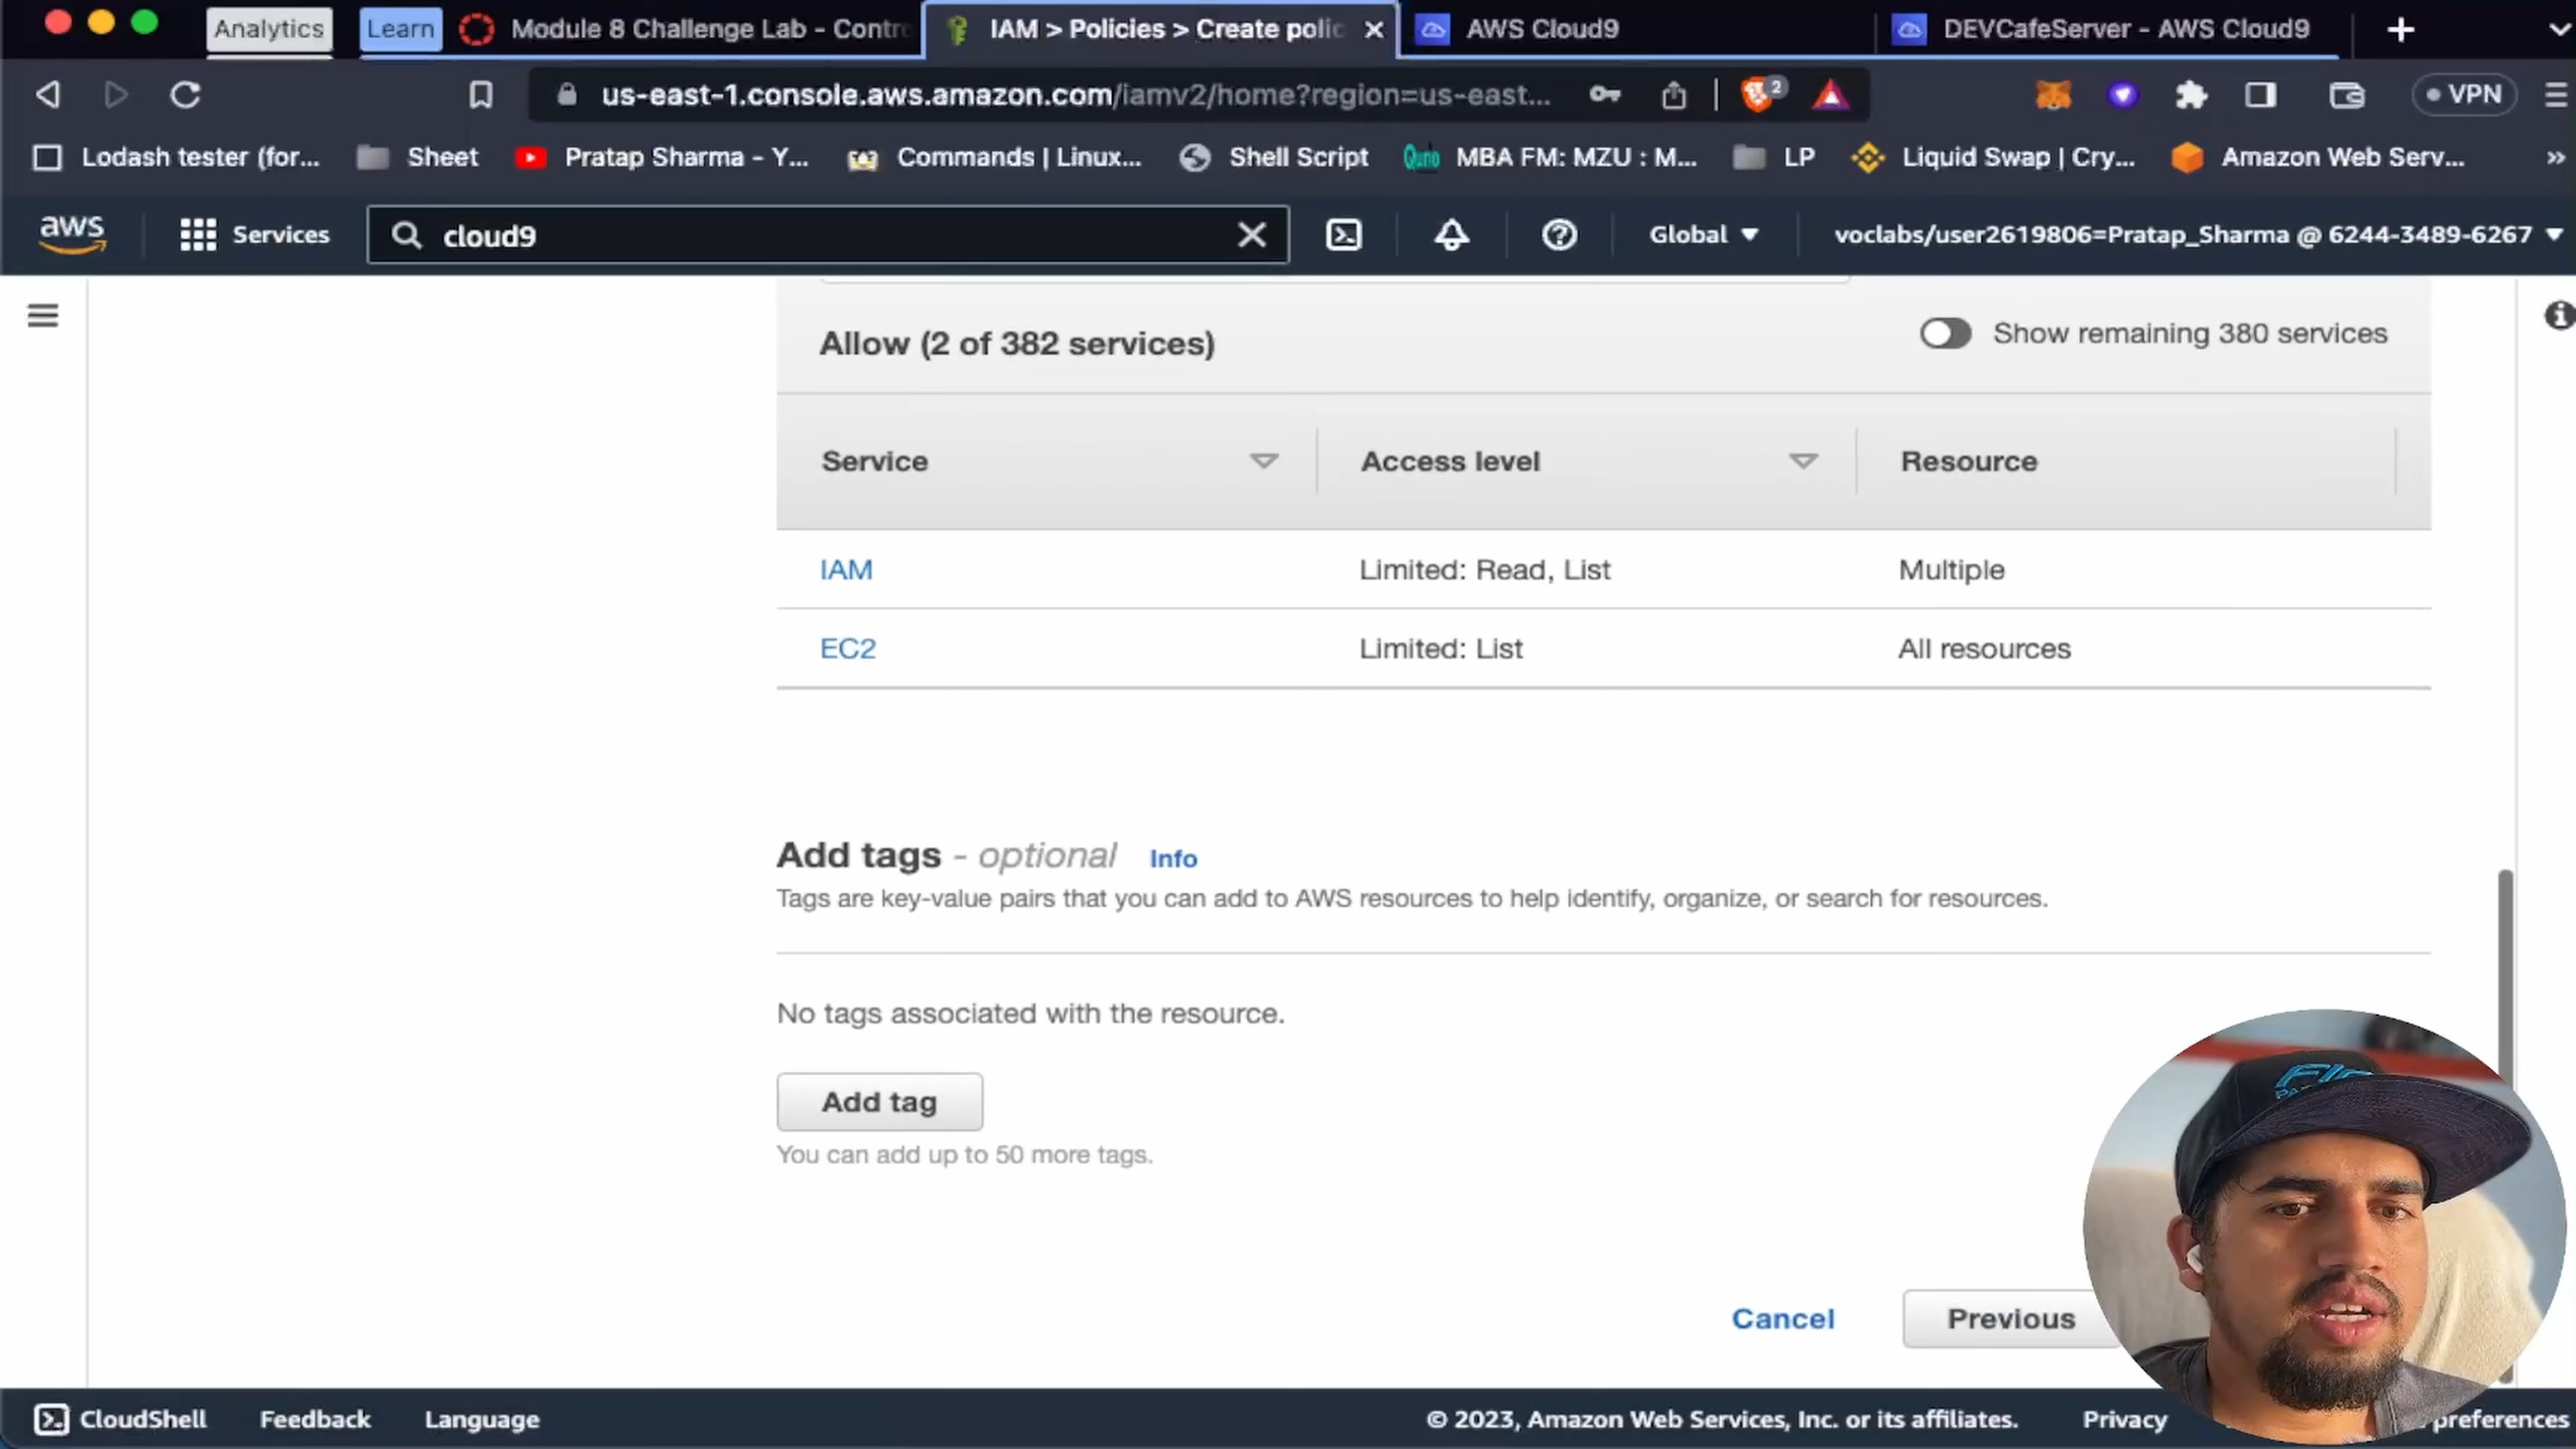 Analytics Learn Module 8 Challenge Lab - Contro IAM > Policies > Create polic AWS Cloud9 DEVCafeServer - AWS Cloud9
us-east-1.console.aws.amazon.com/iamv2/home?region=us-east... 2 VPN
Lodash tester (for... Sheet Pratap Sharma - Y... Commands | Linux... Shell Script MBA FM: MZU : M... LP Liquid Swap | Cry... Amazon Web Serv... »
aws Services cloud9 Global voclabs/user2619806=Pratap_Sharma @ 6244-3489-6267
Allow (2 of 382 services) Show remaining 380 services
Service Access level Resource
IAM Limited: Read, List Multiple
EC2 Limited: List All resources
Add tags - optional Info
Tags are key-value pairs that you can add to AWS resources to help identify, organize, or search for resources.
No tags associated with the resource.
Add tag
You can add up to 50 more tags.
Cancel Previous
CloudShell Feedback Language © 2023, Amazon Web Services, Inc. or its affiliates. Privacy preferences